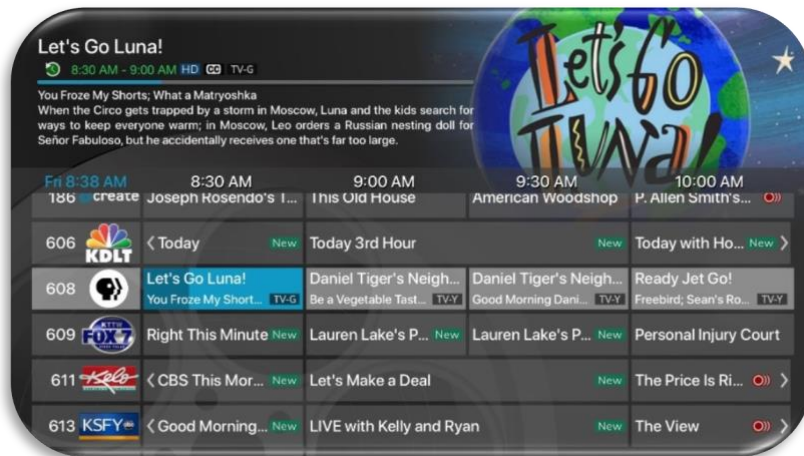 Let's Go Luna!
8:30 AM - 9:00 AM HD CC TV-G
You Froze My Shorts; What a Matryoshka
When the Circo gets trapped by a storm in Moscow, Luna and the kids search for
ways to keep everyone warm; in Moscow, Leo orders a Russian nesting doll for
Señor Fabuloso, but he accidentally receives one that's far too large.
Let's GO LUNA!
Fri 8:38 AM 8:30 AM 9:00 AM 9:30 AM 10:00 AM
186 create Joseph Rosendo's T... This Old House American Woodshop P. Allen Smith's...
606 KDLT Today New Today 3rd Hour New Today with Ho... New
608 Let's Go Luna! Daniel Tiger's Neigh... Daniel Tiger's Neigh... Ready Jet Go!
You Froze My Short... TV-G Be a Vegetable Tast... TV-Y Good Morning Dani... TV-Y Freebird; Sean's Ro... TV-Y
609 KTTW FOX 7 Right This Minute New Lauren Lake's P... New Lauren Lake's P... New Personal Injury Court
611 Kelo CBS This Mor... New Let's Make a Deal New The Price Is Ri...
613 KSFY Good Morning... New LIVE with Kelly and Ryan New The View